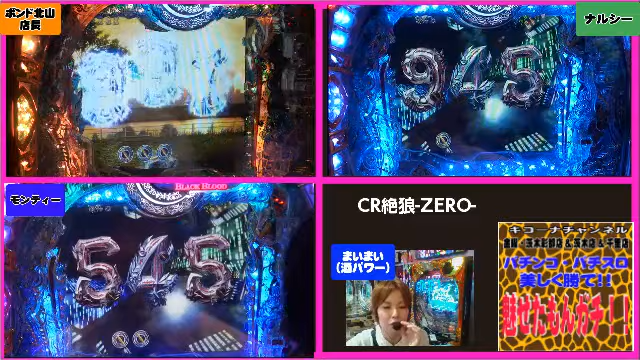 ボンド北山
店長
ナルシー
945
モンティー
BLACK BLOOD
545
CR絶狼-ZERO-
まいまい
(酒パワー)
キコーナチャンネル
パチンコ・パチスロ
美しく勝て!!
魅せたもんガチ!!